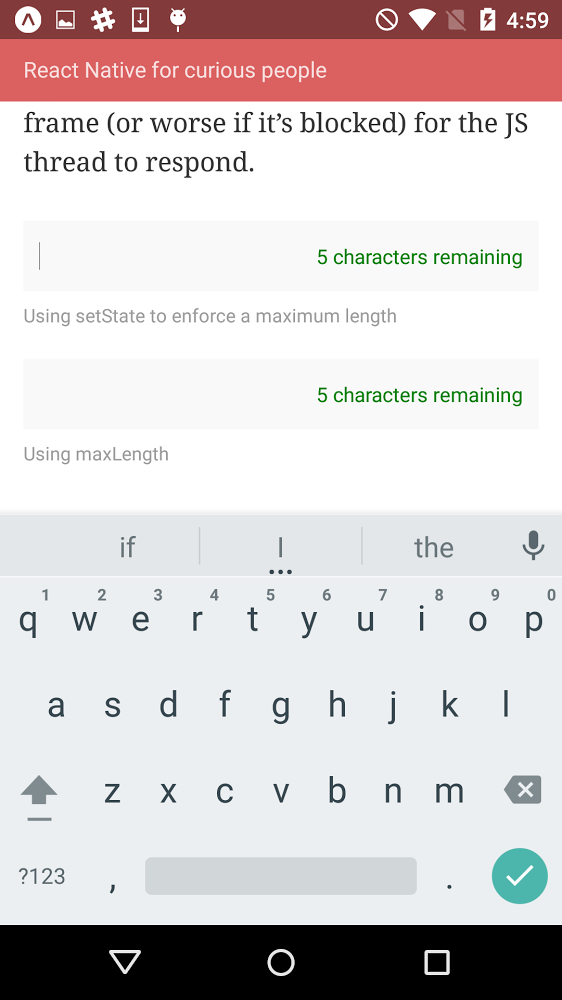 4:59
React Native for curious people
frame (or worse if it’s blocked) for the JS
thread to respond.
5 characters remaining
Using setState to enforce a maximum length
5 characters remaining
Using maxLength
if I the
1 2 3 4 5 6 7 8 9 0
q w e r t y u i o p
a s d f g h j k l
z x c v b n m
?123 , .